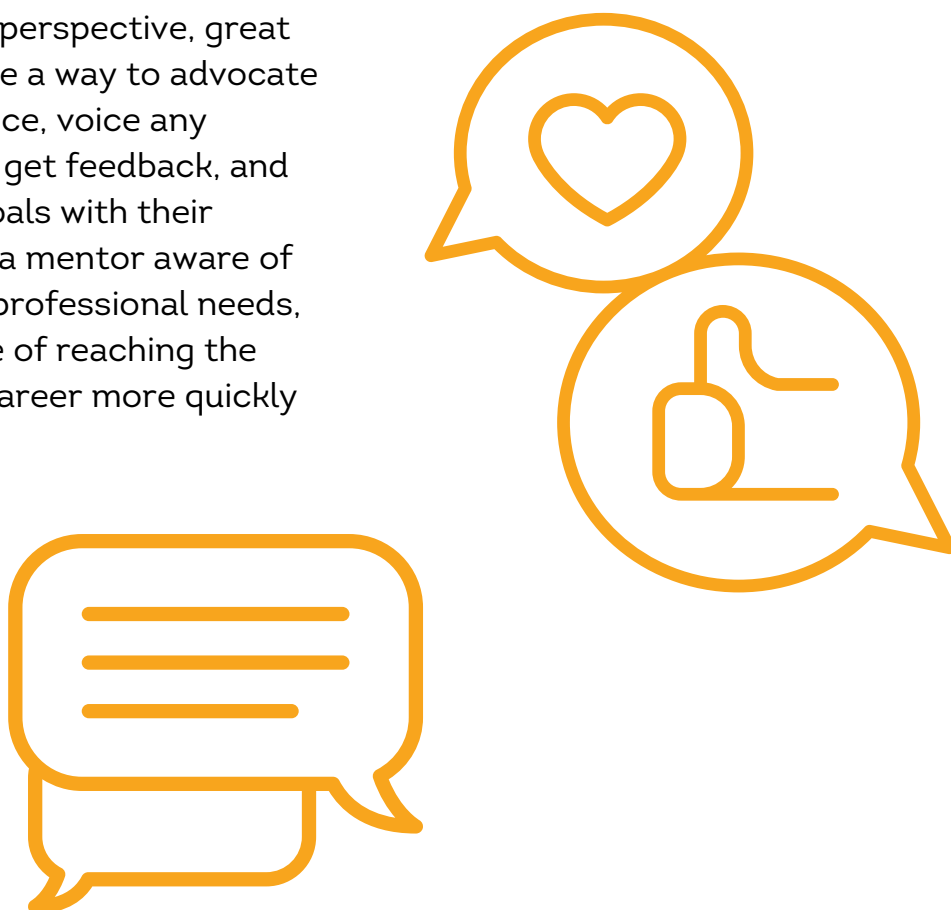 perspective, great
e a way to advocate
ce, voice any
get feedback, and
oals with their
a mentor aware of
professional needs,
e of reaching the
areer more quickly